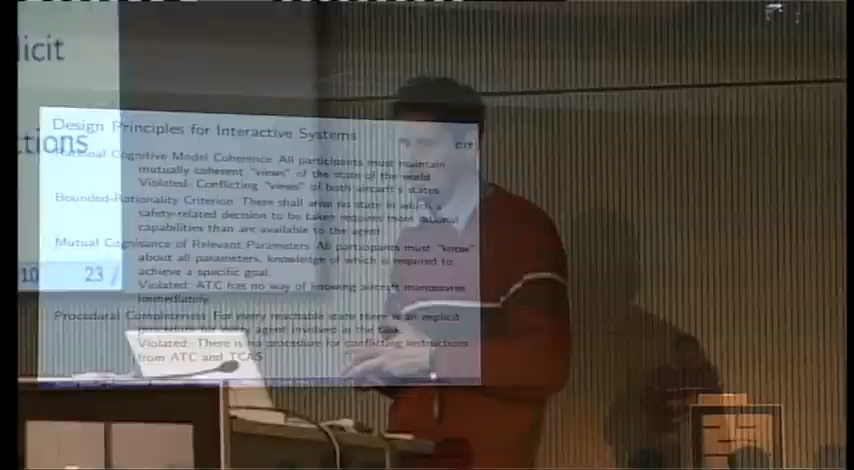 licit
Design Principles for Interactive Systems
tions
Rational Cognitive Model Coherence All participants must maintain
mutually coherent "views" of the state of the world
Violated: Conflicting "views" of both aircraft's states
Bounded-Rationality Criterion There shall arise no state in which a
safety-related decision to be taken requires more rational
capabilities than are available to the agent
Mutual Cognisance of Relevant Parameters All participants must "know"
about all parameters, knowledge of which is required to
achieve a specific goal.
Violated: ATC has no way of knowing aircraft manoeuvres
immediately
Procedural Completeness For every reachable state there is an explicit
procedure for agent involved in the task
Violated: There is no procedure for conflicting instructions
from ATC and TCAS
10 23 /